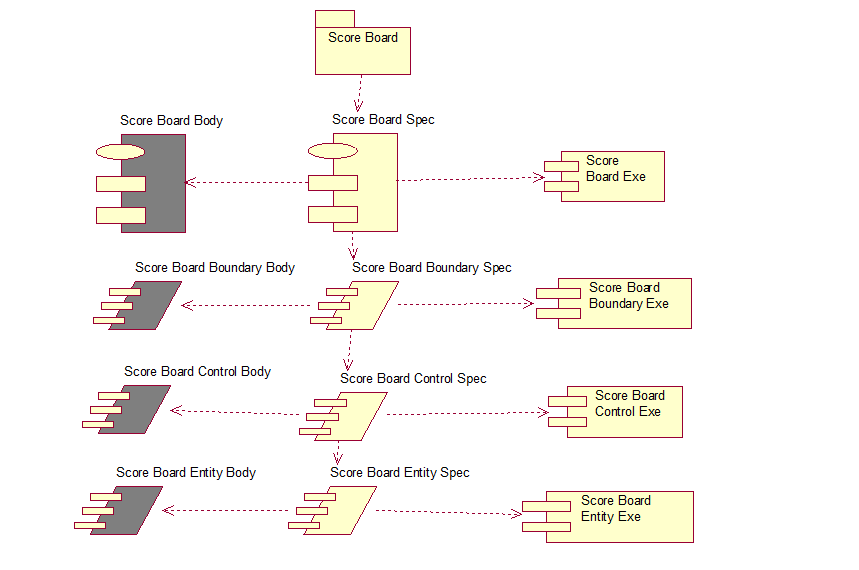 Score Board
Score Board Body
Score Board Spec
Score
Board Exe
Score Board Boundary Body
Score Board Boundary Spec
Score Board
Boundary Exe
Score Board Control Body
Score Board Control Spec
Score Board
Control Exe
Score Board Entity Body
Score Board Entity Spec
Score Board
Entity Exe